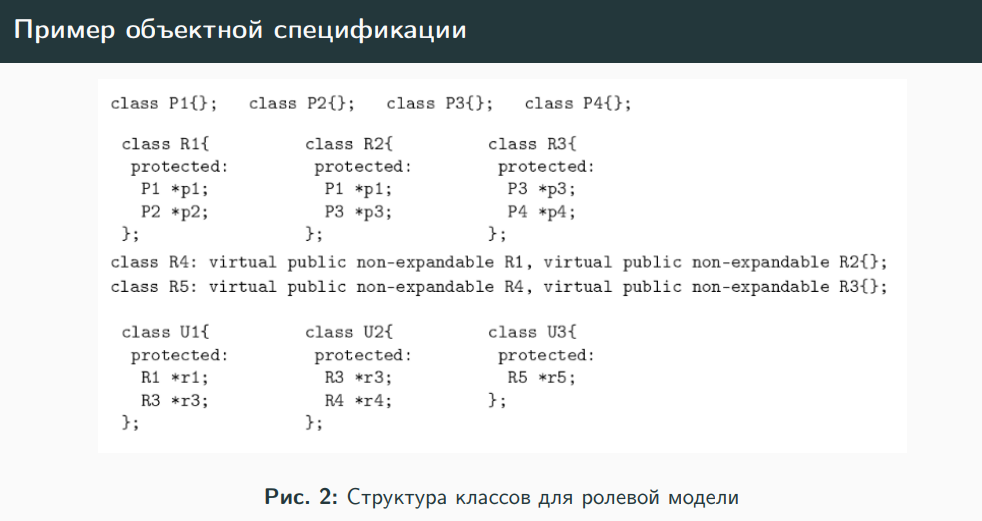 Пример объектной спецификации
class P1{};   class P2{};   class P3{};   class P4{};
class R1{   class R2{   class R3{
protected:   protected:   protected:
P1 *p1;   P1 *p1;   P3 *p3;
P2 *p2;   P3 *p3;   P4 *p4;
};   };   };
class R4: virtual public non-expandable R1, virtual public non-expandable R2{};
class R5: virtual public non-expandable R4, virtual public non-expandable R3{};
class U1{   class U2{   class U3{
protected:   protected:   protected:
R1 *r1;   R3 *r3;   R5 *r5;
R3 *r3;   R4 *r4;   };
};   };
Рис. 2: Структура классов для ролевой модели